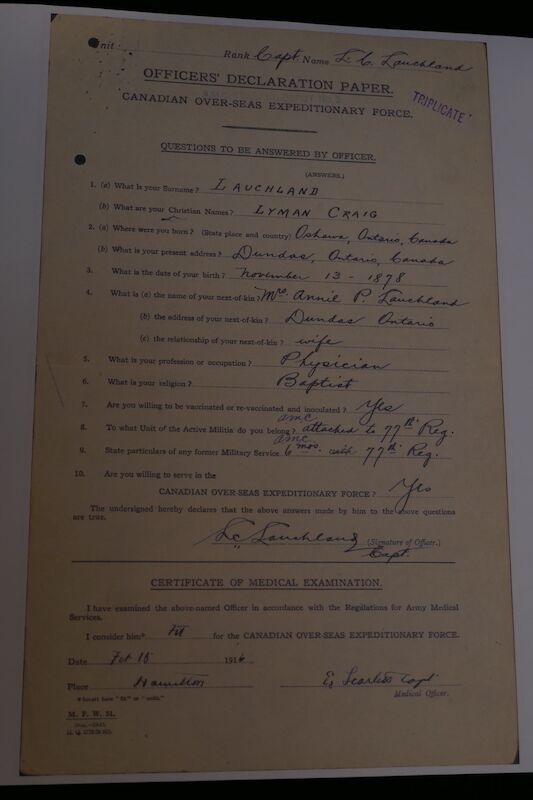 Unit Rank Capt. Name L. C. Lauchland
OFFICERS' DECLARATION PAPER.
CANADIAN OVER-SEAS EXPEDITIONARY FORCE.
TRIPLICATE
QUESTIONS TO BE ANSWERED BY OFFICER.
(ANSWERS.)
1. (a) What is your Surname? LAUCHLAND
(b) What are your Christian Names? LYMAN CRAIG
2. (a) Where were you born? (State place and country) Oshawa, Ontario, Canada
(b) What is your present address? Dundas, Ontario, Canada
3. What is the date of your birth? November 13 - 1878
4. What is (a) the name of your next-of-kin? Mrs. Annie P. Lauchland
(b) the address of your next-of-kin? Dundas Ontario
(c) the relationship of your next-of-kin? wife
5. What is your profession or occupation? Physician
6. What is your religion? Baptist
7. Are you willing to be vaccinated or re-vaccinated and inoculated? Yes
8. To what Unit of the Active Militia do you belong? AMC attached to 77th Reg.
9. State particulars of any former Military Service. AMC 6 mos. with 77th Reg.
10. Are you willing to serve in the
CANADIAN OVER-SEAS EXPEDITIONARY FORCE? Yes
The undersigned hereby declares that the above answers made by him to the above questions
are true.
L C Lauchland (Signature of Officer.)
Capt.
CERTIFICATE OF MEDICAL EXAMINATION.
I have examined the above-named Officer in accordance with the Regulations for Army Medical
Services.
I consider him* Fit for the CANADIAN OVER-SEAS EXPEDITIONARY FORCE.
Date 1916
Place Hamilton
Medical Officer.
*Insert here "fit" or "unfit."
M. F. W. 51.